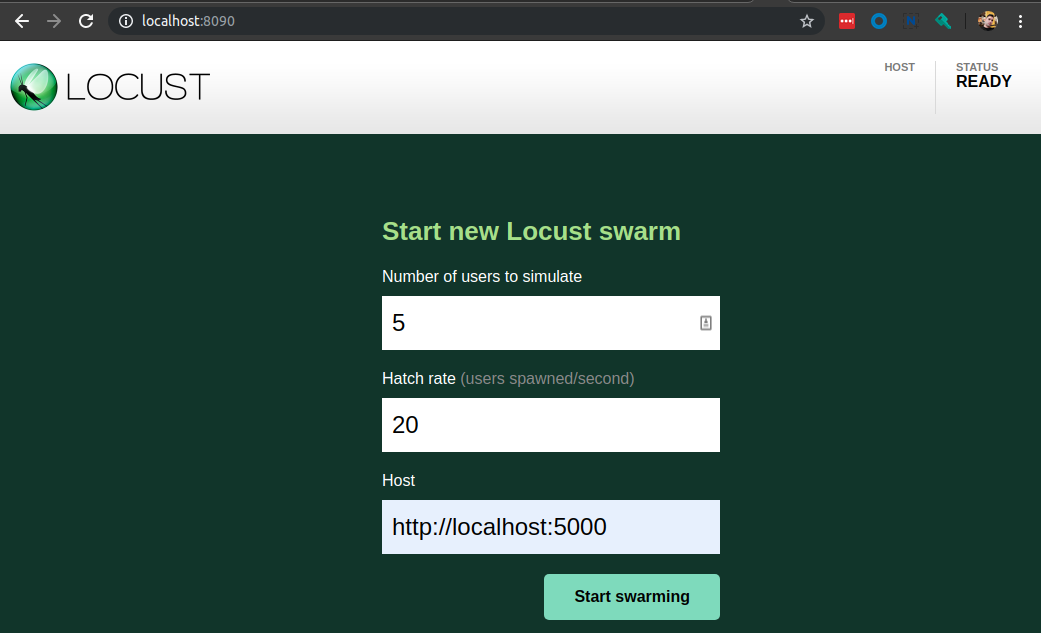 localhost:8090
LOCUST
HOST
STATUS
READY
Start new Locust swarm
Number of users to simulate
5
Hatch rate (users spawned/second)
20
Host
http://localhost:5000
Start swarming